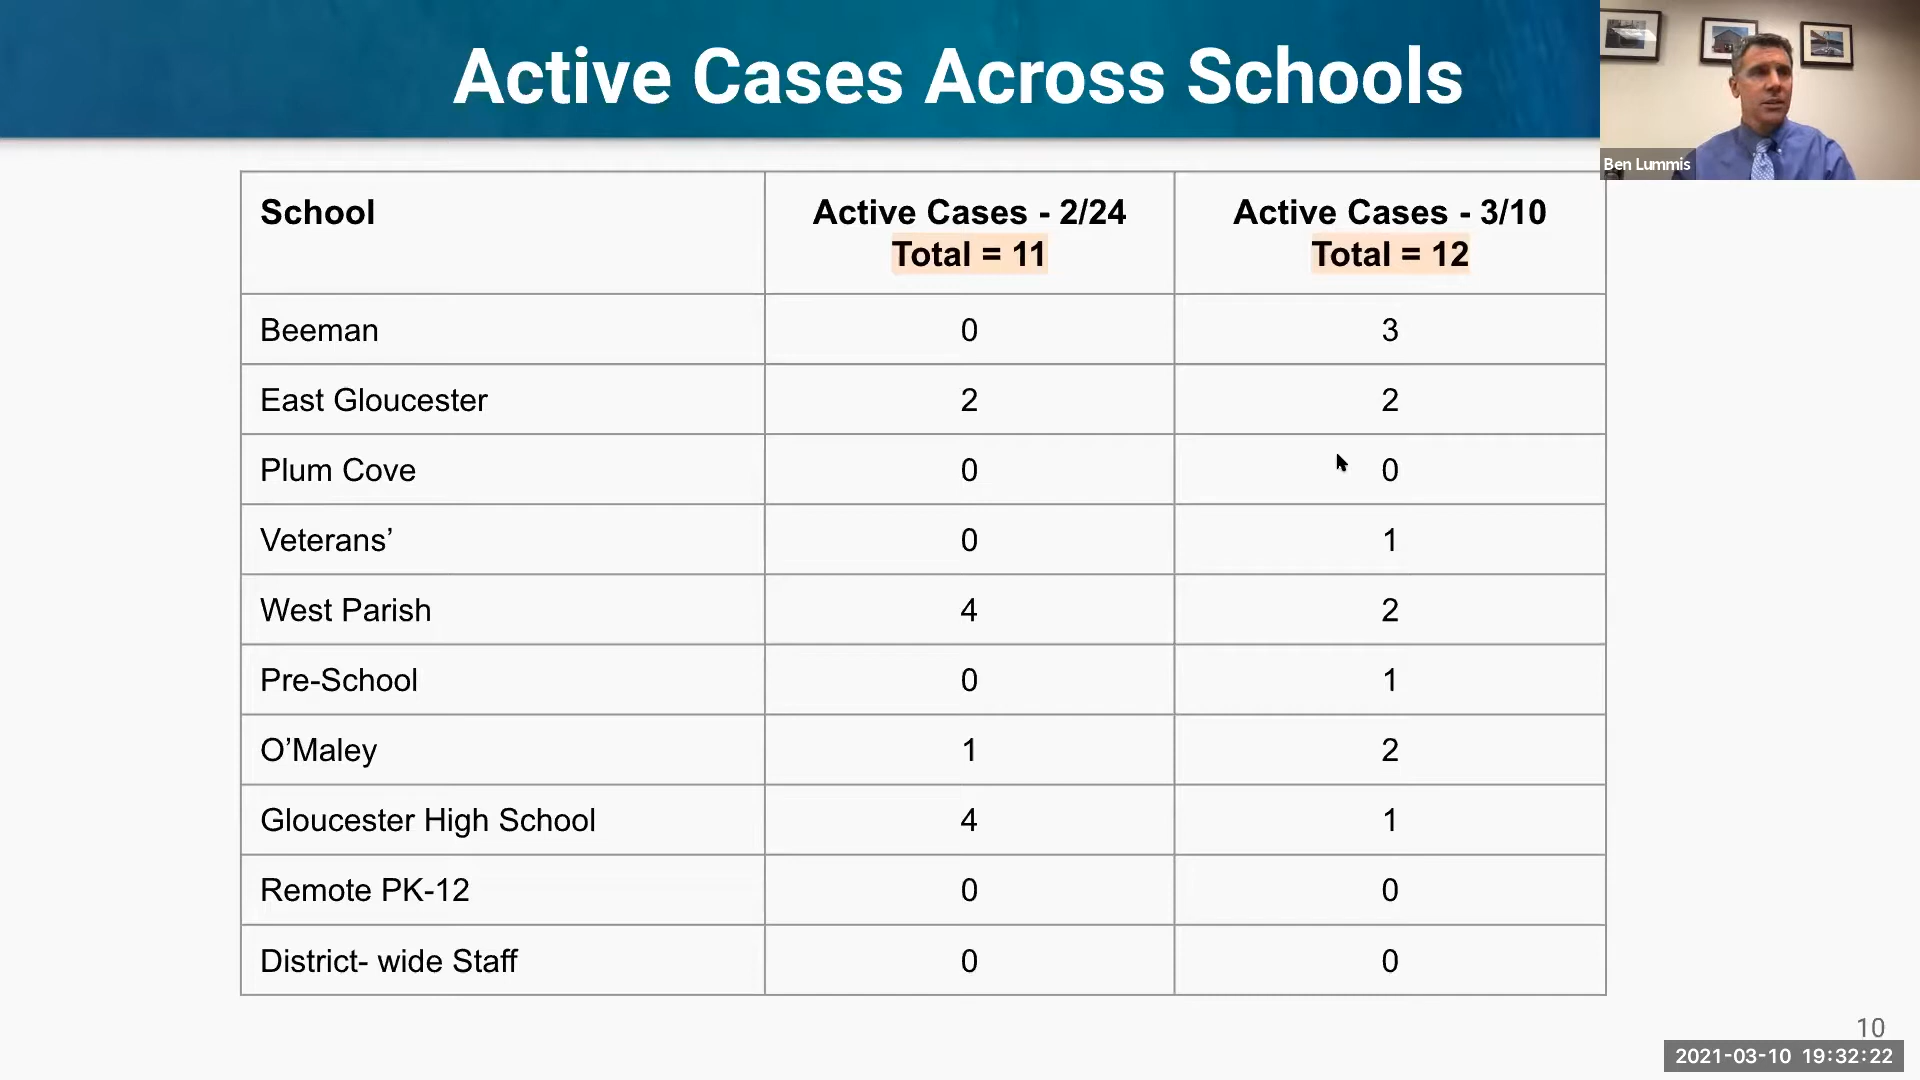 Active Cases Across Schools
Ben Lummis
School
Active Cases - 2/24
Total = 11
Active Cases - 3/10
Total = 12
Beeman 0 3
East Gloucester 2 2
Plum Cove 0 0
Veterans’ 0 1
West Parish 4 2
Pre-School 0 1
O’Maley 1 2
Gloucester High School 4 1
Remote PK-12 0 0
District- wide Staff 0 0
10
2021-03-10 19:32:22